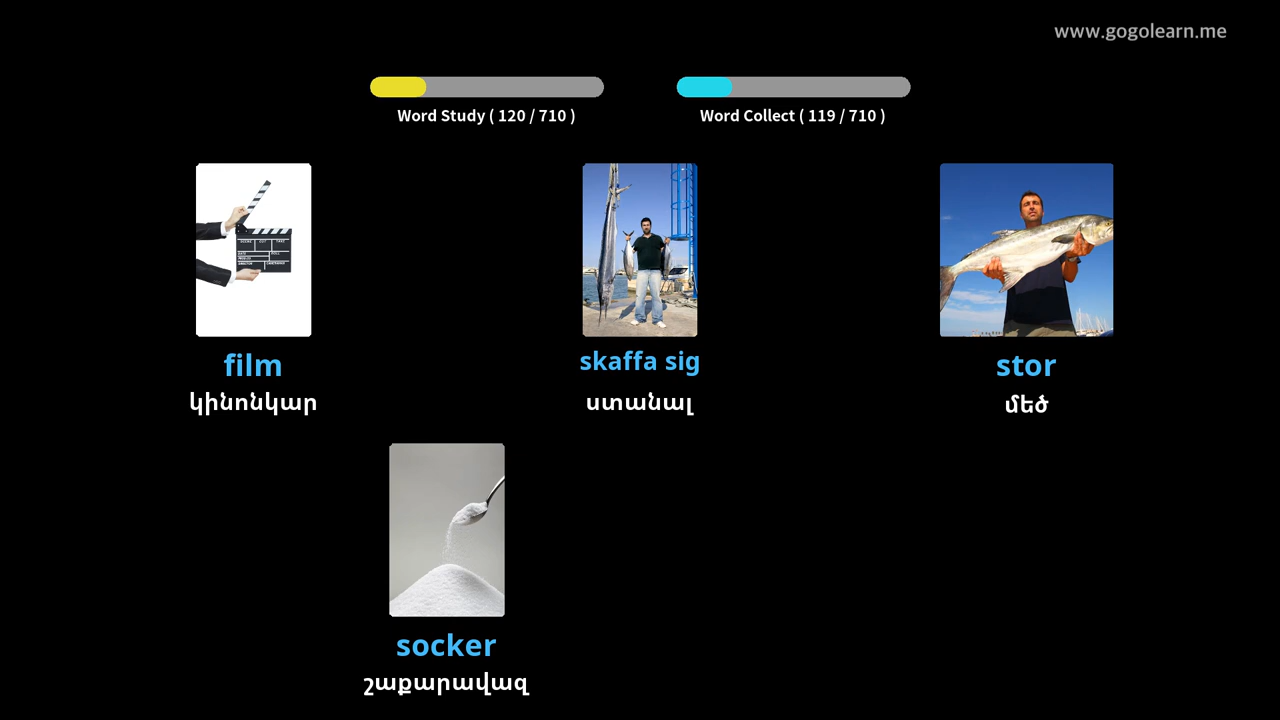 www.gogolearn.me
Word Study ( 120 / 710 )
Word Collect ( 119 / 710 )
film
կինոնկար
skaffa sig
ստանալ
stor
մեծ
socker
շաքարավազ